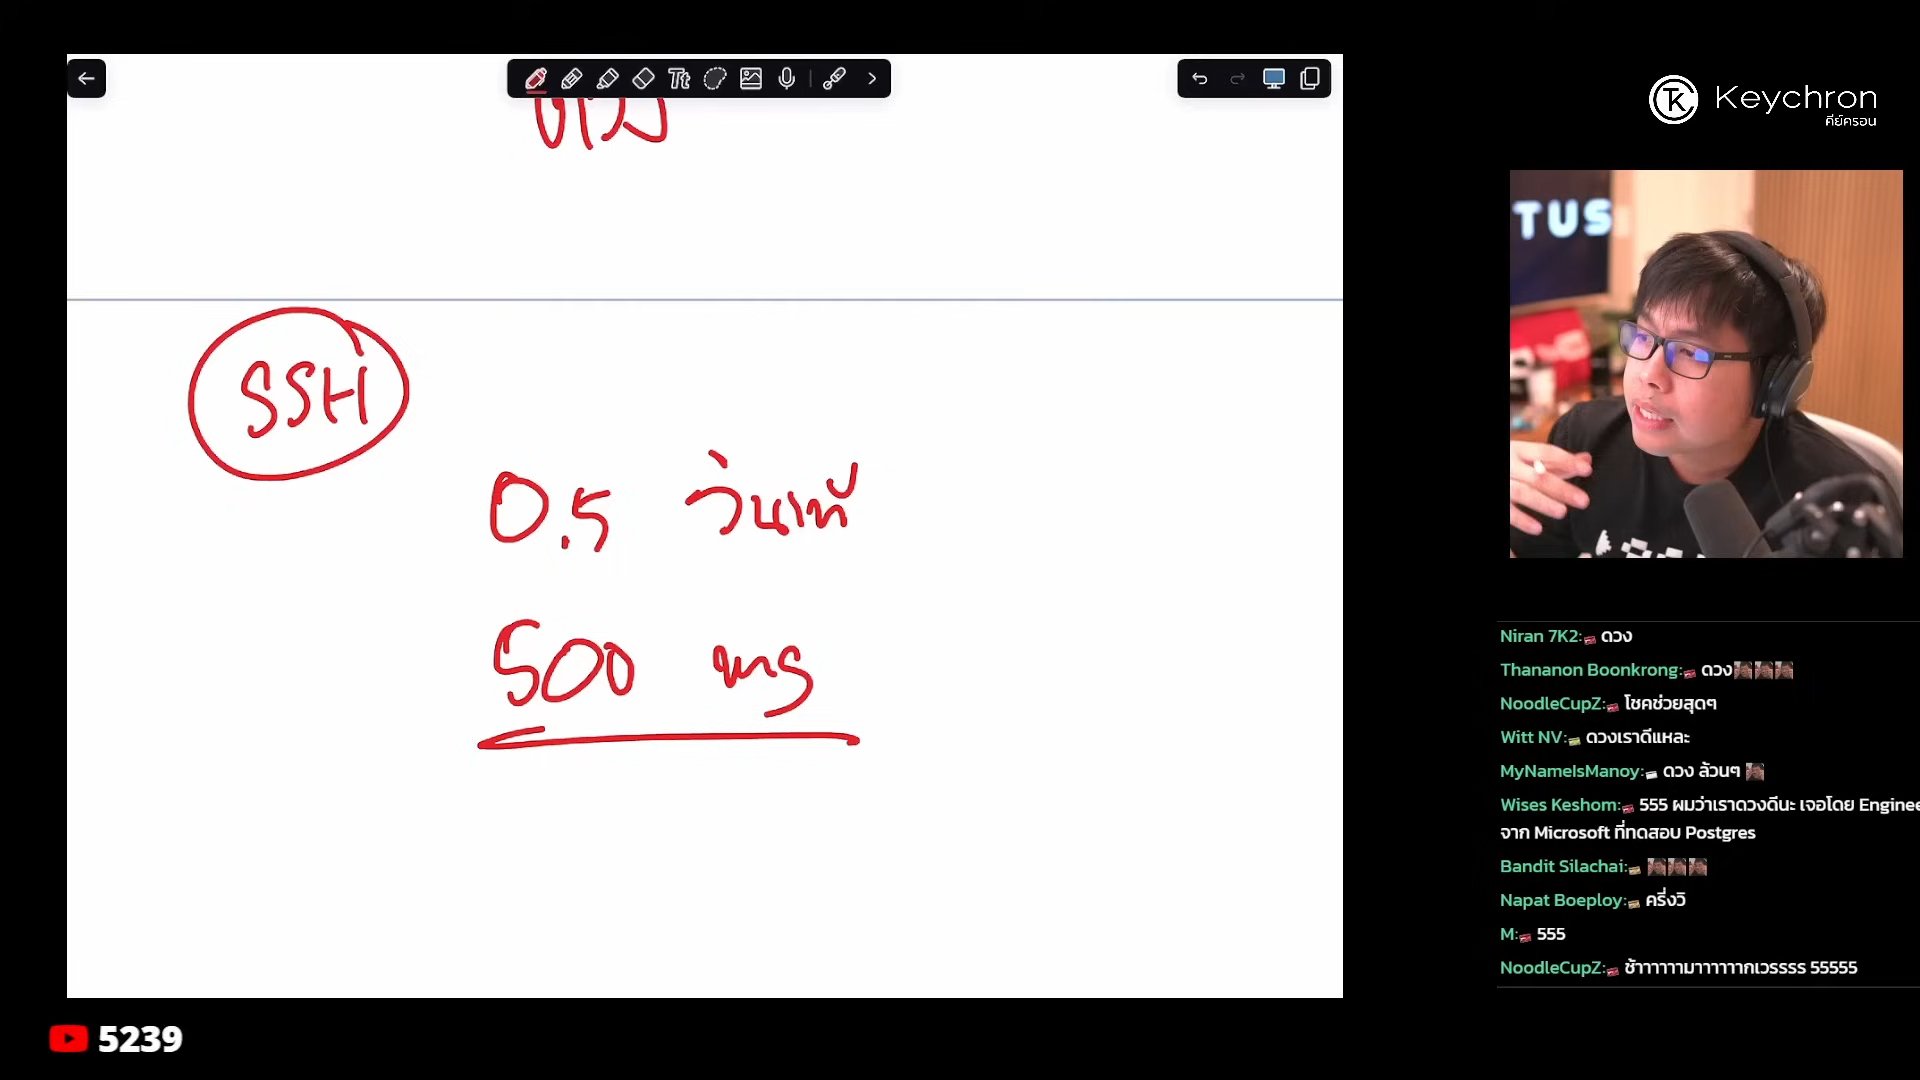 Tt
Keychron
คีย์ครอน
TUS
SSH
0.5 วินาที
500 ms
Niran 7K2: ดวง
Thananon Boonkrong: ดวง
NoodleCupZ: โชคช่วยสุดๆ
Witt NV: ดวงเราดีแหละ
MyNameIsManoy: ดวง ล้วนๆ
Wises Keshom: 555 ผมว่าเราดวงดีนะ เจอโดย Enginee
จาก Microsoft ที่ทดสอบ Postgres
Bandit Silachai:
Napat Boeploy: ครึ่งวิ
M: 555
NoodleCupZ: ช้าาาาาามาาาาาากเวรรรร 55555
5239